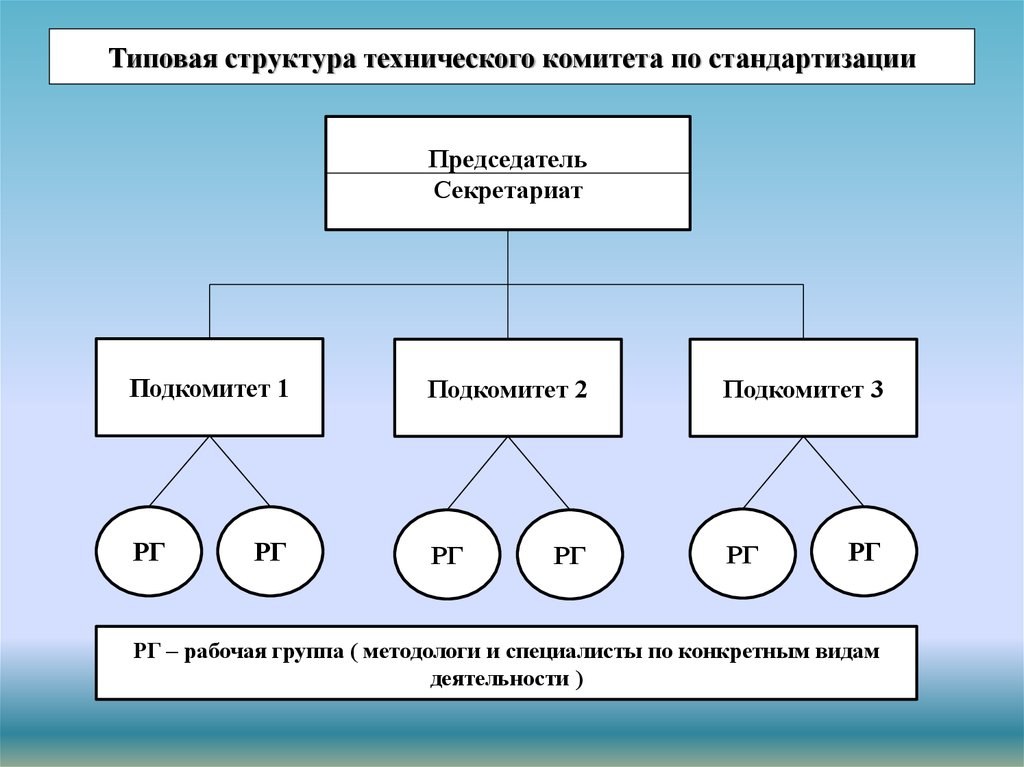 Типовая структура технического комитета по стандартизации
Председатель
Секретариат
Подкомитет 1
Подкомитет 2
Подкомитет 3
РГ
РГ
РГ
РГ
РГ
РГ
РГ – рабочая группа ( методологи и специалисты по конкретным видам
деятельности )